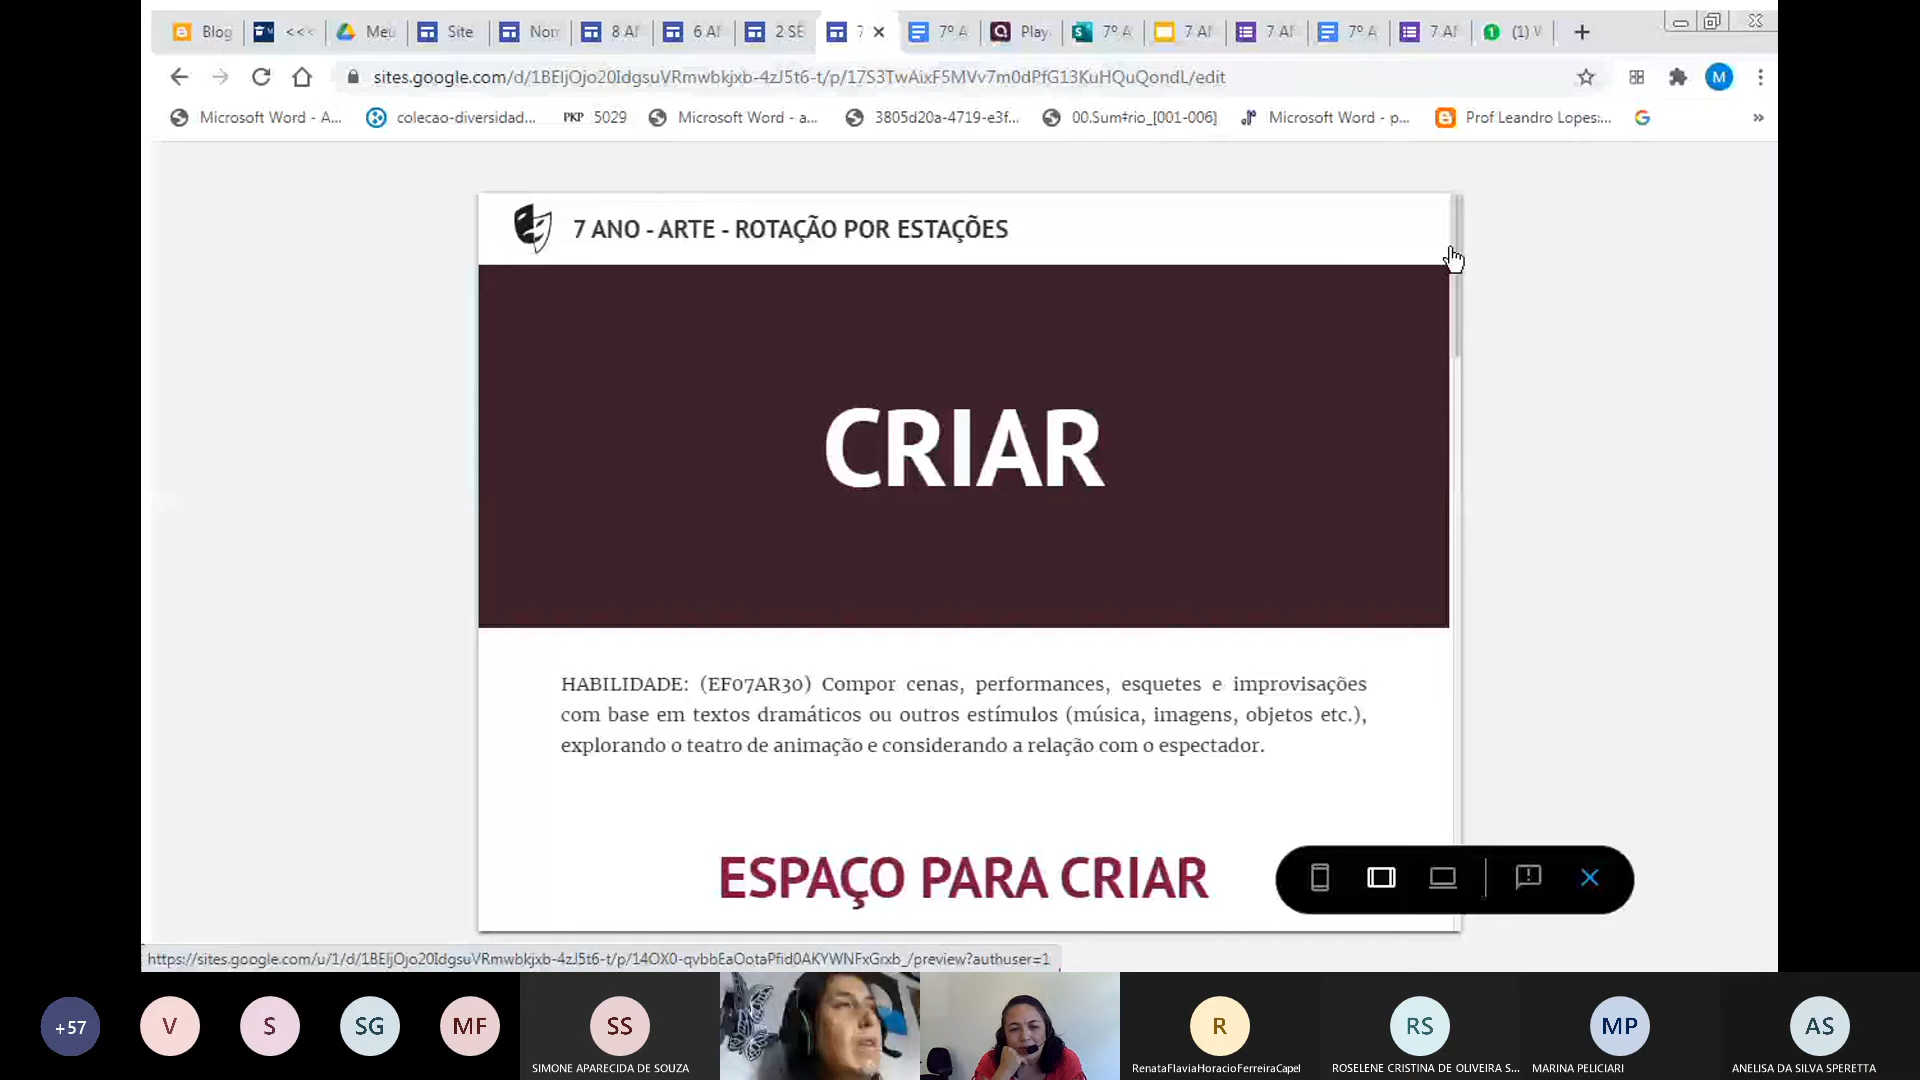 Blog
<<<
Meu
Site
Non
8 AI
6 AI
2 SE
7
7º A
Play
7º A
7 AI
7 AI
7º A
7 AI
(1) V
sites.google.com/d/1BEljOjo20IdgsuVRmwbkjxb-4zJ5t6-t/p/17S3TwAixF5MVv7m0dPfG13KuHQuQondL/edit
M
Microsoft Word - A...
colecao-diversidad...
PKP 5029
Microsoft Word - a...
3805d20a-4719-e3f...
00.Sum‡rio_[001-006]
Microsoft Word - p...
Prof Leandro Lopes:...
»
7 ANO - ARTE - ROTAÇÃO POR ESTAÇÕES
CRIAR
HABILIDADE: (EF07AR30) Compor cenas, performances, esquetes e improvisações
com base em textos dramáticos ou outros estímulos (música, imagens, objetos etc.),
explorando o teatro de animação e considerando a relação com o espectador.
ESPAÇO PARA CRIAR
https://sites.google.com/u/1/d/1BEljOjo20IdgsuVRmwbkjxb-4zJ5t6-t/p/14OX0-qvbbEaOotaPfid0AKYWNFxGrxb_/preview?authuser=1
+57
V
S
SG
MF
SS
R
RS
MP
AS
SIMONE APARECIDA DE SOUZA
RenataFlaviaHoracioFerreiraCapel
ROSELENE CRISTINA DE OLIVEIRA S...
MARINA PELICIARI
ANELISA DA SILVA SPERETTA